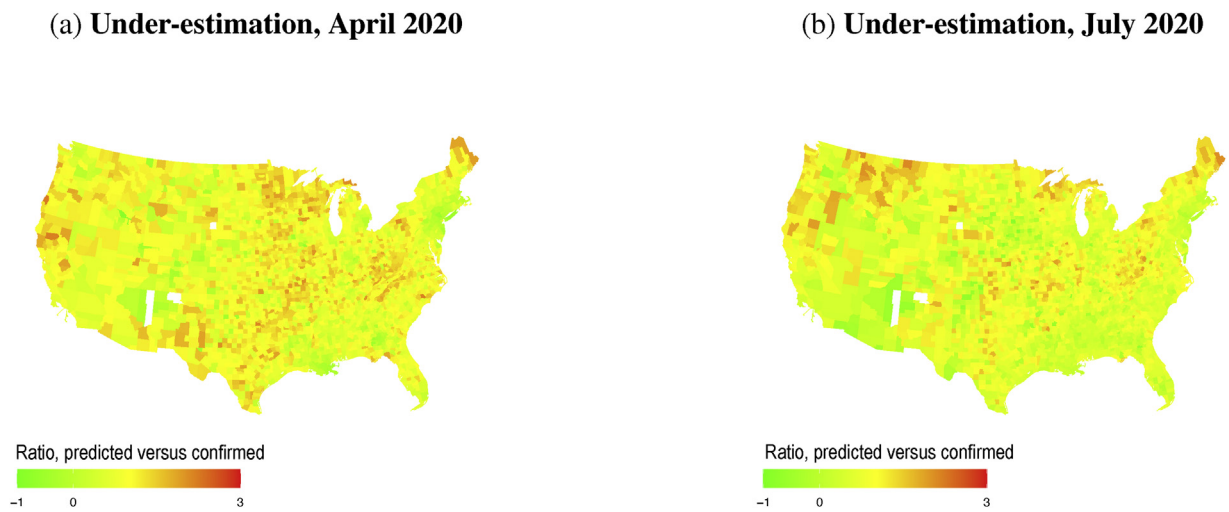 (a) Under-estimation, April 2020
(b) Under-estimation, July 2020
Ratio, predicted versus confirmed
−1 0 3
Ratio, predicted versus confirmed
−1 0 3